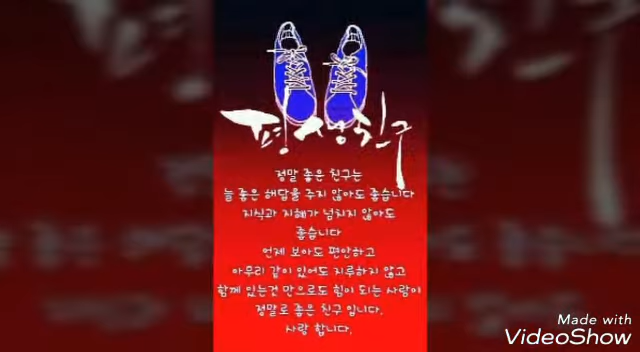 평생친구
정말 좋은 친구는
늘 좋은 해답을 주지 않아도 좋습니다
지식과 지혜가 넘치지 않아도
좋습니다
언제 보아도 편안하고
아무리 같이 있어도 지루하지 않고
함께 있는것 만으로도 힘이 되는 사람이
정말로 좋은 친구 입니다.
사랑 합니다.
Made with
VideoShow